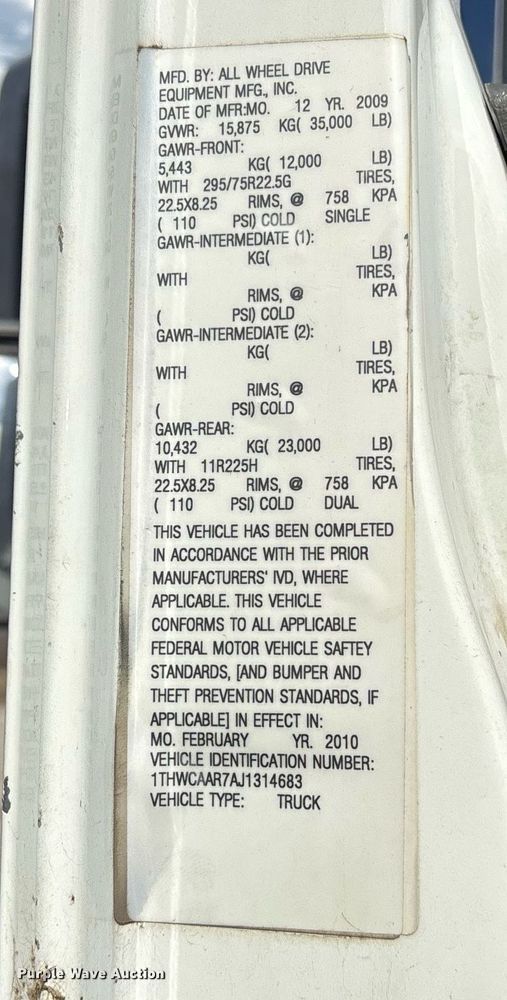 MFD. BY: ALL WHEEL DRIVE
EQUIPMENT MFG., INC.
DATE OF MFR:MO. 12 YR. 2009
GVWR: 15,875 KG( 35,000 LB)
GAWR-FRONT:
5,443 KG( 12,000 LB)
WITH 295/75R22.5G TIRES,
22.5X8.25 RIMS, @ 758 KPA
( 110 PSI) COLD SINGLE
GAWR-INTERMEDIATE (1):
KG( LB)
WITH TIRES,
RIMS, @ KPA
( PSI) COLD
GAWR-INTERMEDIATE (2):
KG( LB)
WITH TIRES,
RIMS, @ KPA
( PSI) COLD
GAWR-REAR:
10,432 KG( 23,000 LB)
WITH 11R225H TIRES,
22.5X8.25 RIMS, @ 758 KPA
( 110 PSI) COLD DUAL
THIS VEHICLE HAS BEEN COMPLETED
IN ACCORDANCE WITH THE PRIOR
MANUFACTURERS' IVD, WHERE
APPLICABLE. THIS VEHICLE
CONFORMS TO ALL APPLICABLE
FEDERAL MOTOR VEHICLE SAFTEY
STANDARDS, [AND BUMPER AND
THEFT PREVENTION STANDARDS, IF
APPLICABLE] IN EFFECT IN:
MO. FEBRUARY YR. 2010
VEHICLE IDENTIFICATION NUMBER:
1THWCAAR7AJ1314683
VEHICLE TYPE: TRUCK
Purple Wave Auction